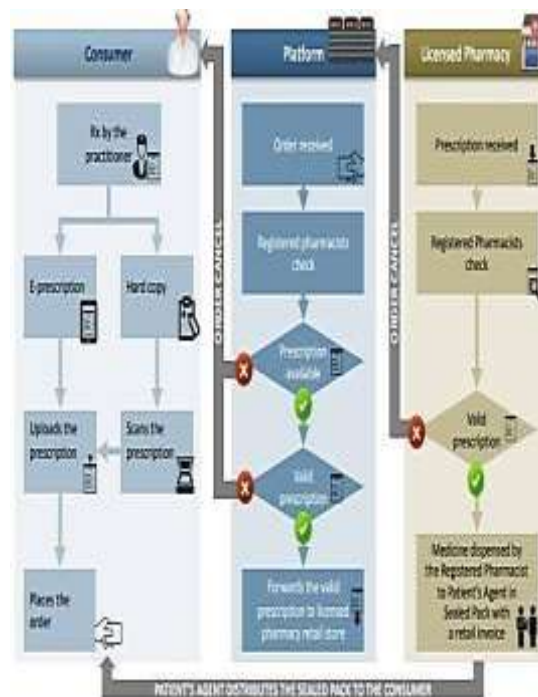 Consumer
Rx by the
practitioner
E-prescription
Hard copy
Uploads the
prescription
Scans the
prescription
Places the
order
ORDER CANCEL
Platform
Order received
Registered pharmacists
check
Prescription
available
Valid
prescription
Forwards the valid
prescription to licensed
pharmacy retail store
ORDER CANCEL
Licensed Pharmacy
Prescription received
Registered Pharmacists
check
Valid
prescription
Medicine dispensed by
the Registered Pharmacist
to Patient's Agent in
Sealed Pack with
a retail invoice
PATIENT'S AGENT DISTRIBUTES THE SEALED PACK TO THE CONSUMER